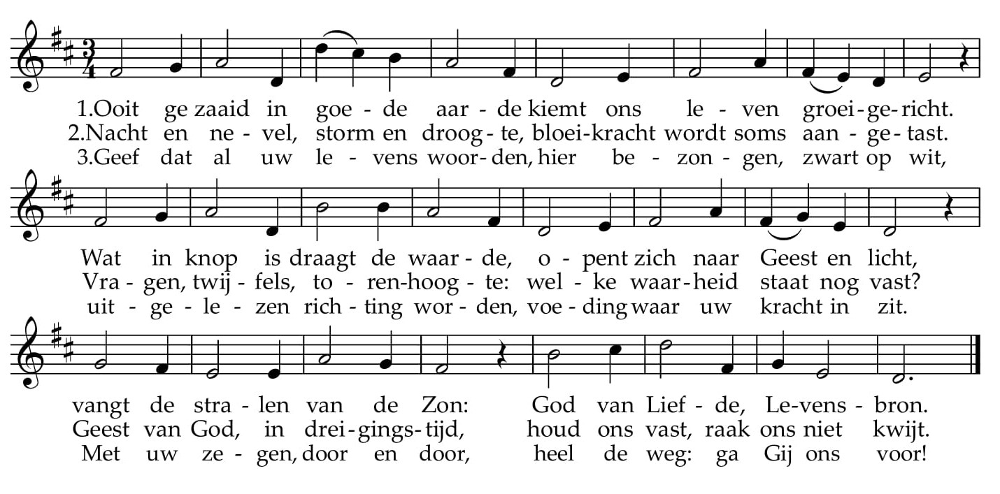 3
4
1.Ooit ge zaaid in goe - de aar - de kiemt ons le - ven groei-ge-richt.
2.Nacht en ne - vel, storm en droog- te, bloei-kracht wordt soms aan - ge- tast.
3.Geef dat al uw le - vens woor- den, hier be - zon - gen, zwart op wit,
Wat in knop is draagt de waar - de, o - pent zich naar Geest en licht,
Vra - gen, twij - fels, to - ren-hoog - te: wel - ke waar-heid staat nog vast?
uit - ge - le - zen rich - ting wor - den, voe - ding waar uw kracht in zit.
vangt de stra - len van de Zon: God van Lief - de, Le-vens - bron.
Geest van God, in drei-gings-tijd, houd ons vast, raak ons niet kwijt.
Met uw ze - gen, door en door, heel de weg: ga Gij ons voor!